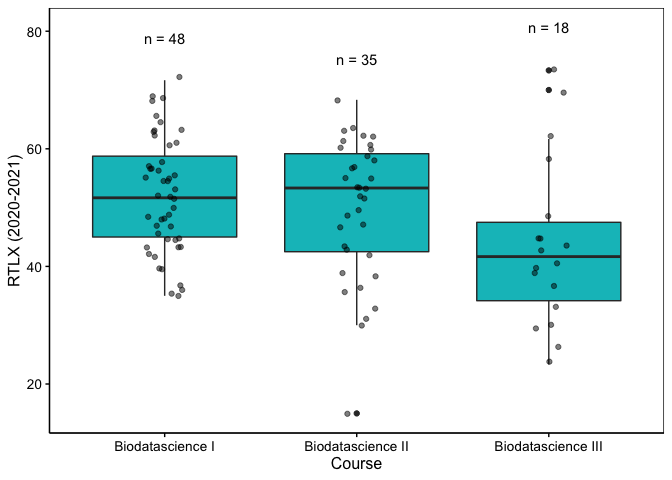 n = 48
n = 35
n = 18
RTLX (2020-2021)
80
60
40
20
Biodatascience I
Biodatascience II
Biodatascience III
Course